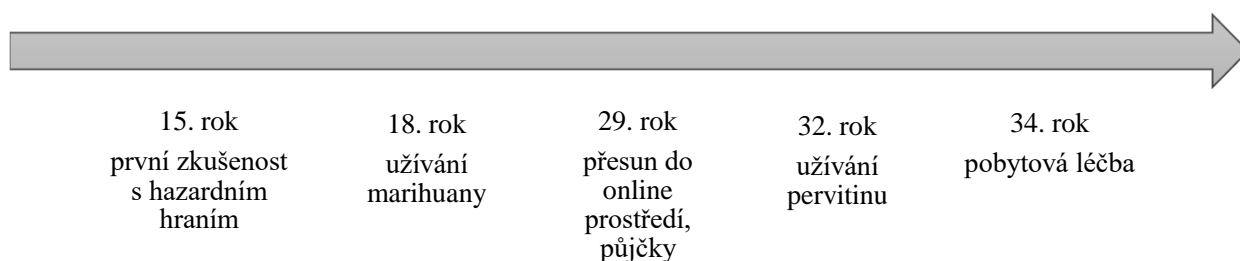 15. rok
první zkušenost
s hazardním
hraním
18. rok
užívání
marihuany
29. rok
přesun do
online
prostředí,
půjčky
32. rok
užívání
pervitinu
34. rok
pobytová léčba